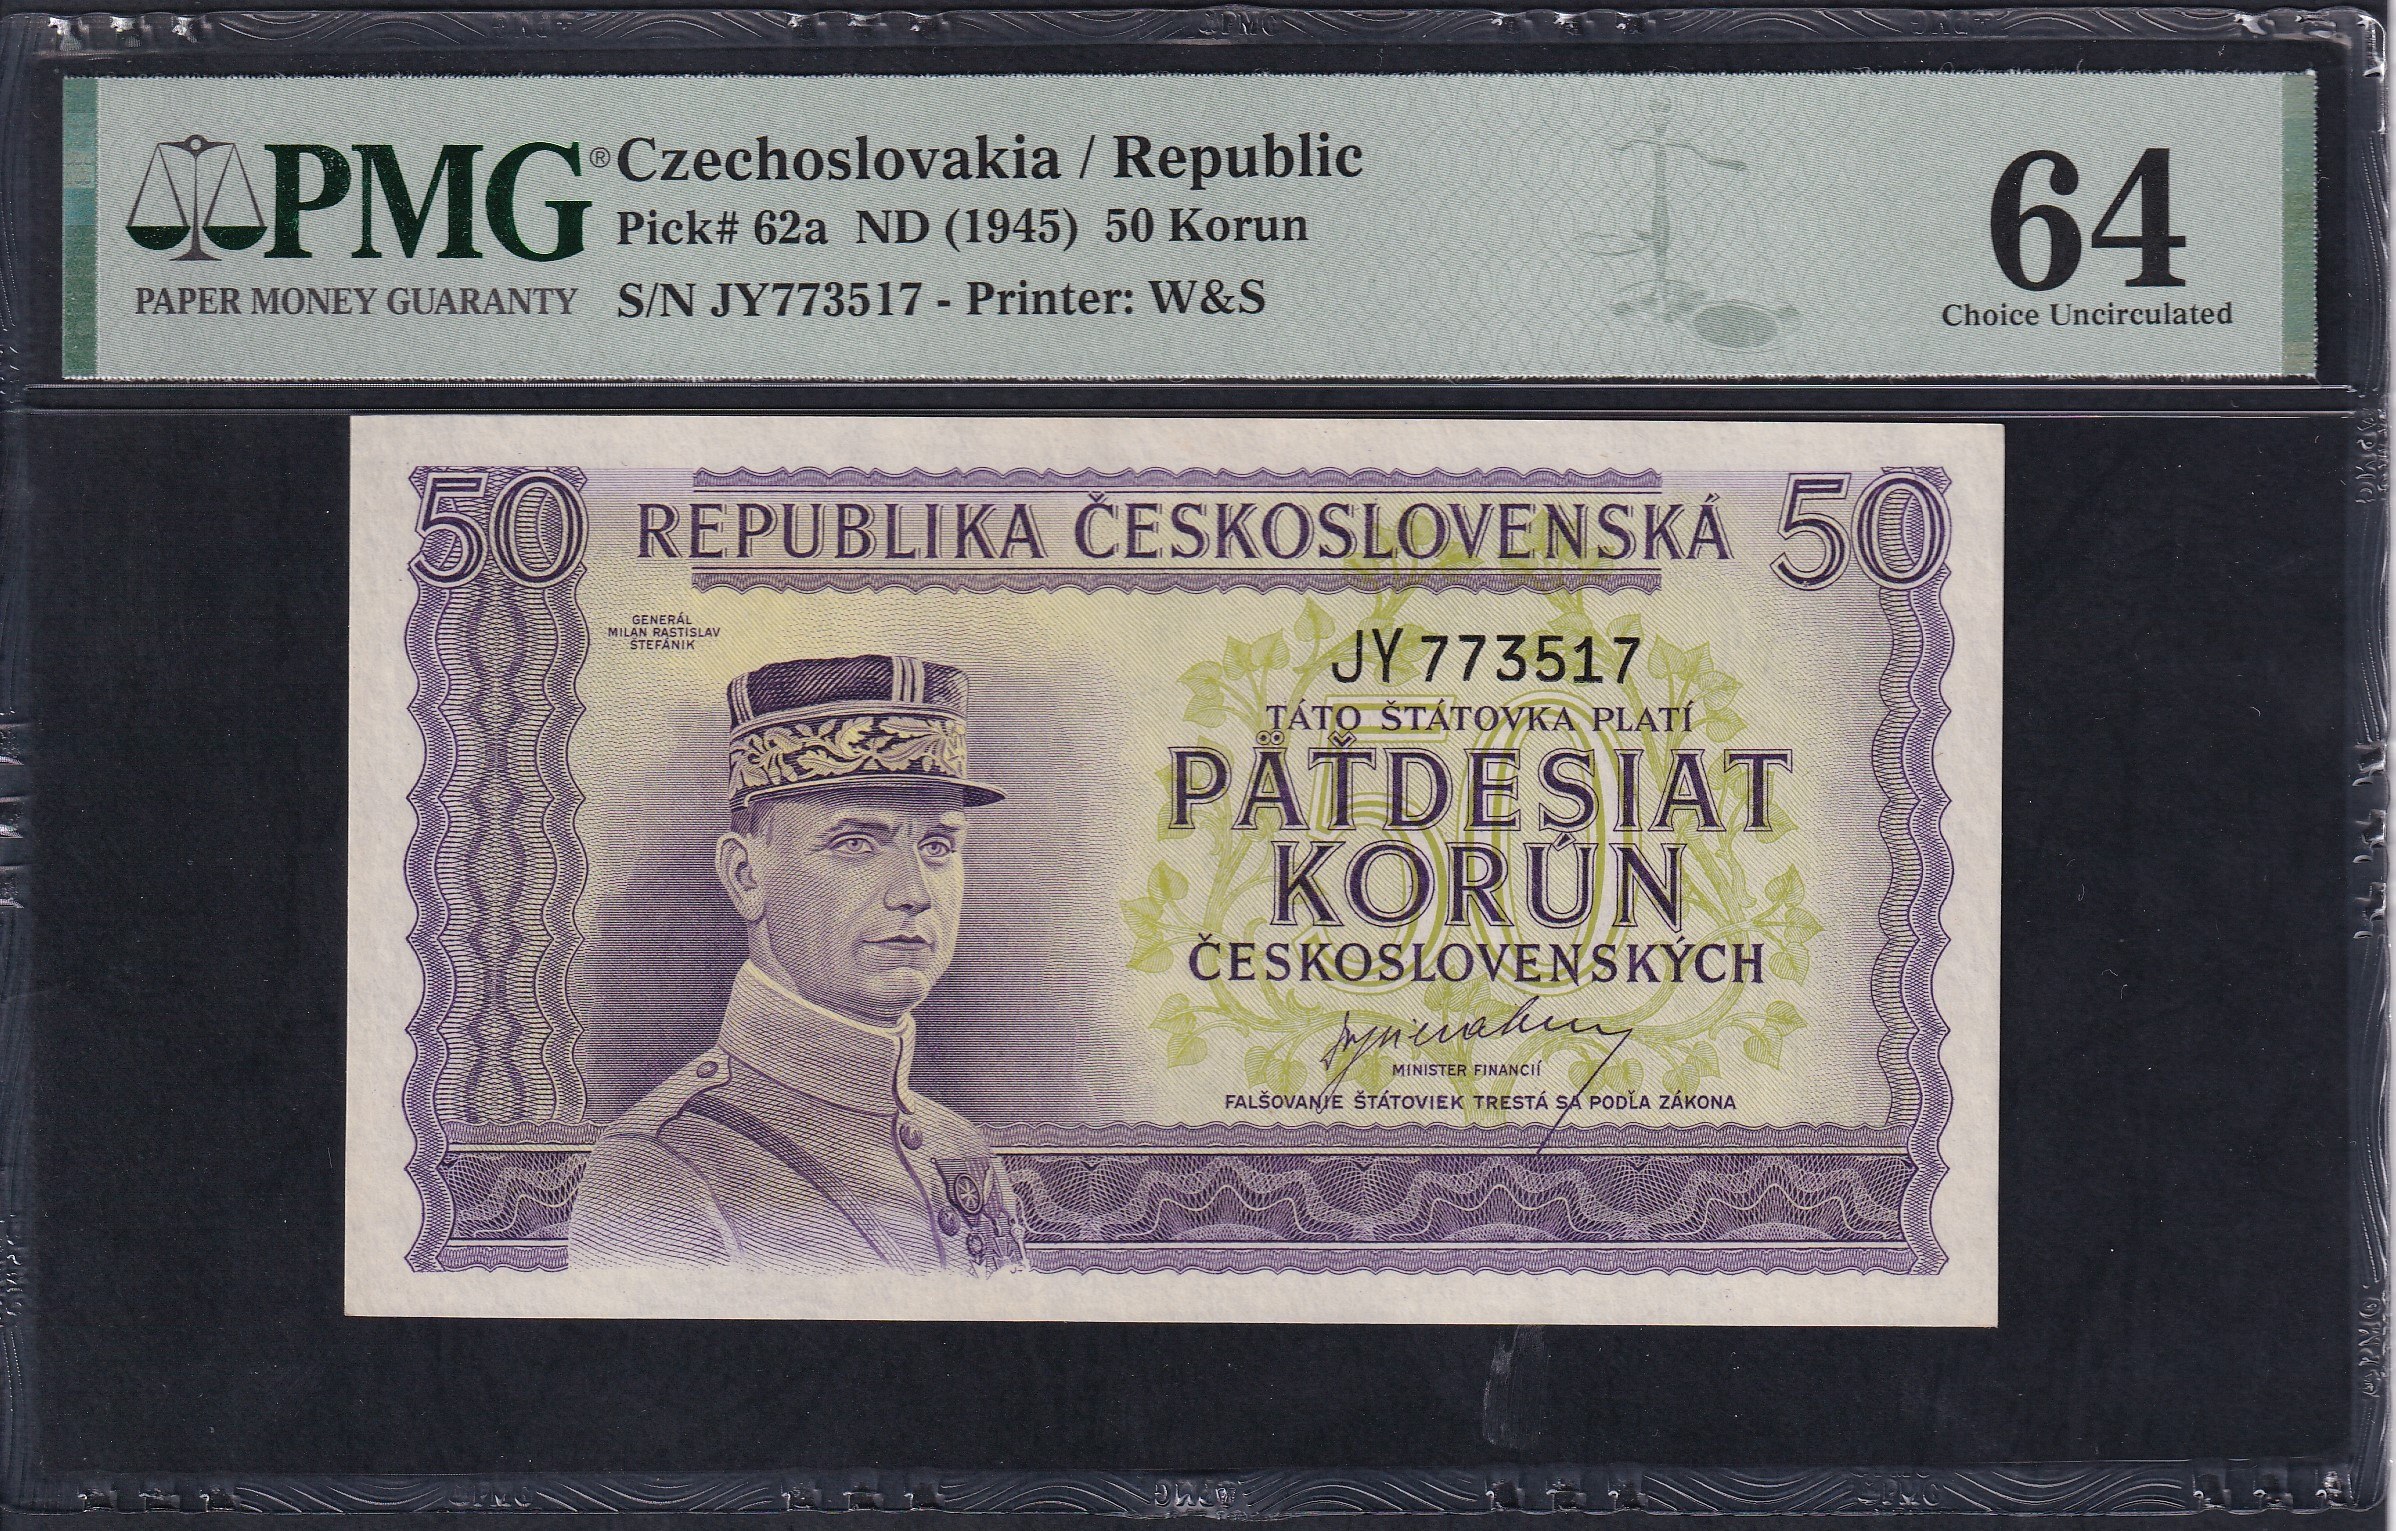 PMG®
PAPER MONEY GUARANTY
Czechoslovakia / Republic
Pick# 62a ND (1945) 50 Korun
S/N JY773517 - Printer: W&S
64
Choice Uncirculated
50 REPUBLIKA ČESKOSLOVENSKÁ 50
GENERÁL
MILAN RASTISLAV
ŠTEFÁNIK
JY 773517
TÁTO ŠTÁTOVKA PLATÍ
PÄŤDESIAT
KORÚN
ČESKOSLOVENSKÝCH
MINISTER FINANCIÍ
FALŠOVANIE ŠTÁTOVIEK TRESTÁ SA PODĽA ZÁKONA